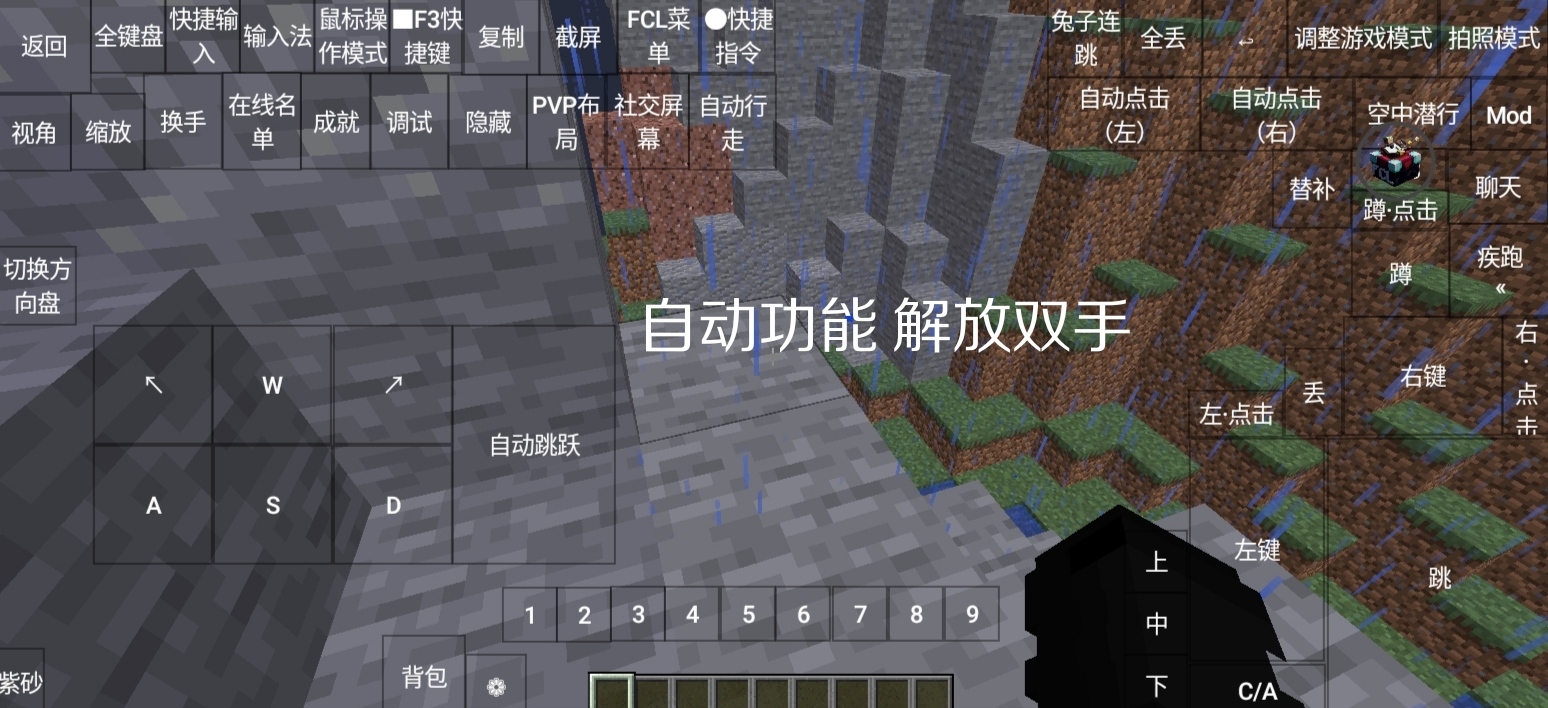 返回
全键盘
快捷输
入
输入法
鼠标操
作模式
■F3快
捷键
复制
截屏
FCL菜
单
●快捷
指令
兔子连
跳
全丢
↩
调整游戏模式
拍照模式
视角
缩放
换手
在线名
单
成就
调试
隐藏
PVP布
局
社交屏
幕
自动行
走
自动点击
（左）
自动点击
（右）
空中潜行
Mod
替补
蹲·点击
聊天
切换方
向盘
蹲
疾跑
«
自动功能 解放双手
↖
W
↗
自动跳跃
A
S
D
左·点击
丢
右键
右
·
点
击
左键
跳
上
中
下
C/A
1
2
3
4
5
6
7
8
9
背包
❁
紫砂